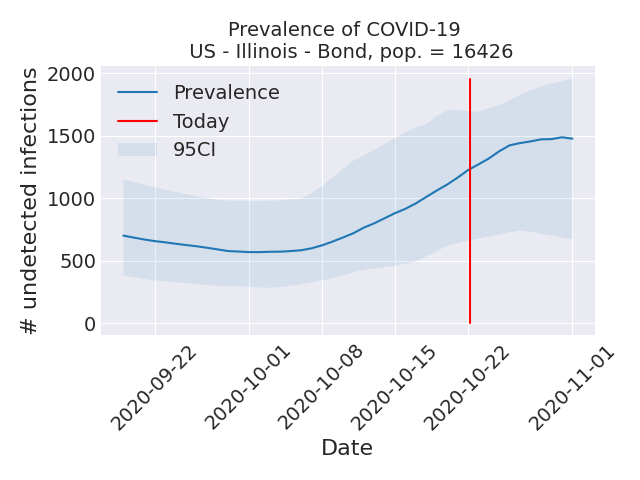 Prevalence of COVID-19
US - Illinois - Bond, pop. = 16426
# undetected infections
2000
1500
1000
500
0
Prevalence
Today
95CI
2020-09-22
2020-10-01
2020-10-08
2020-10-15
2020-10-22
2020-11-01
Date